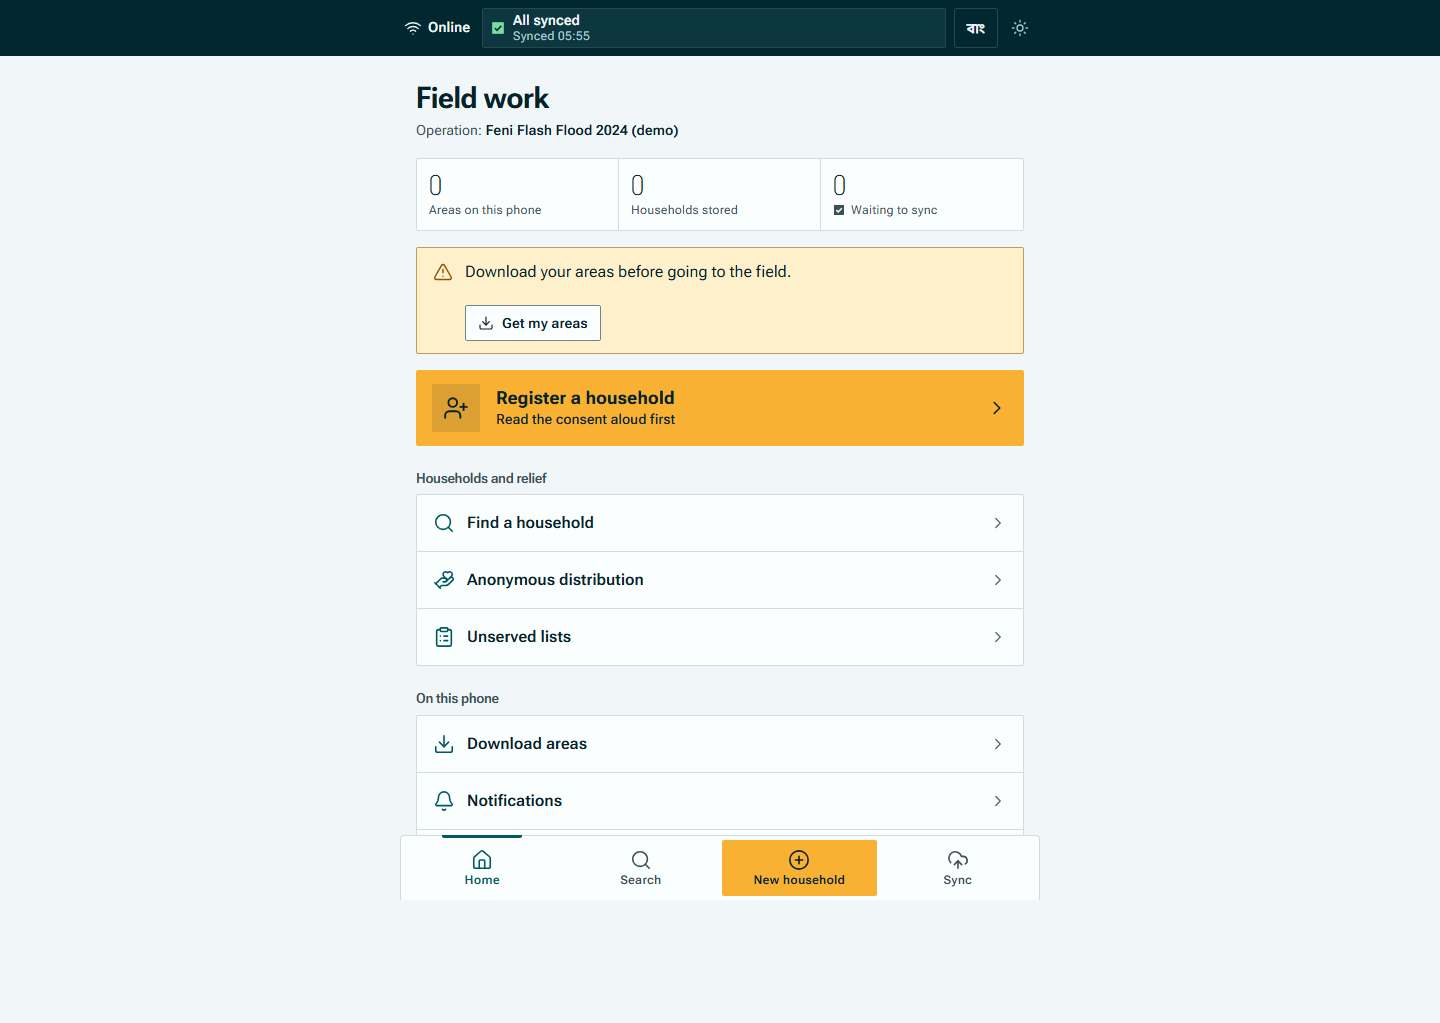 Online
All synced
Synced 05:55
বাং
Field work
Operation: Feni Flash Flood 2024 (demo)
0
Areas on this phone
0
Households stored
0
Waiting to sync
Download your areas before going to the field.
Get my areas
Register a household
Read the consent aloud first
Households and relief
Find a household
Anonymous distribution
Unserved lists
On this phone
Download areas
Notifications
Home
Search
New household
Sync